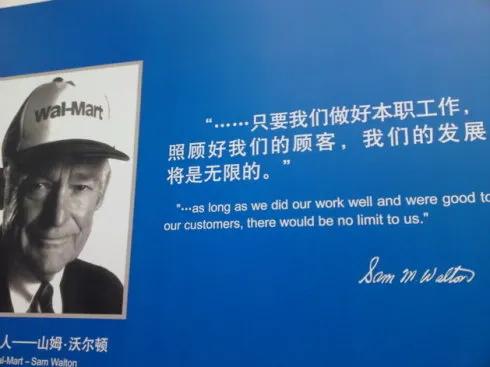 Wal-Mart
“……只要我们做好本职工作，
照顾好我们的顾客，我们的发展
将是无限的。”
"...as long as we did our work well and were good to
our customers, there would be no limit to us."
Sam M. Walton
人——山姆·沃尔顿
al-Mart – Sam Walton